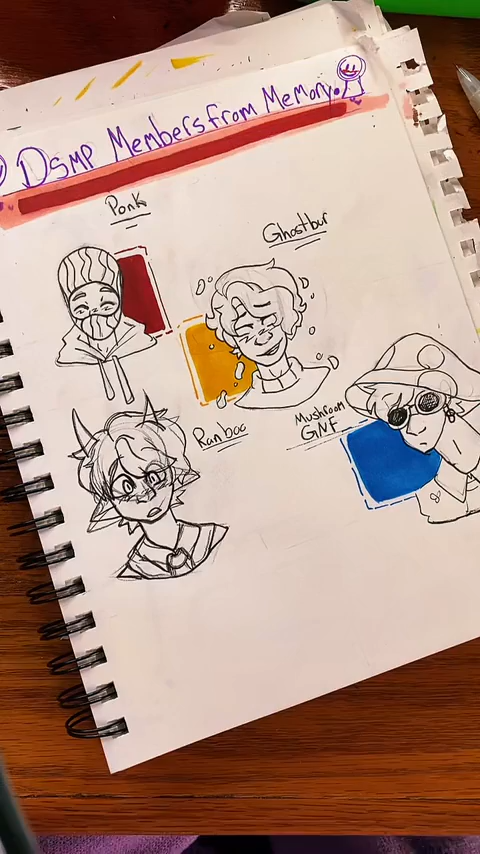 DSMP Members from Memory.
Ponk
Ghostbur
Ranboo
Mushroom
GNF